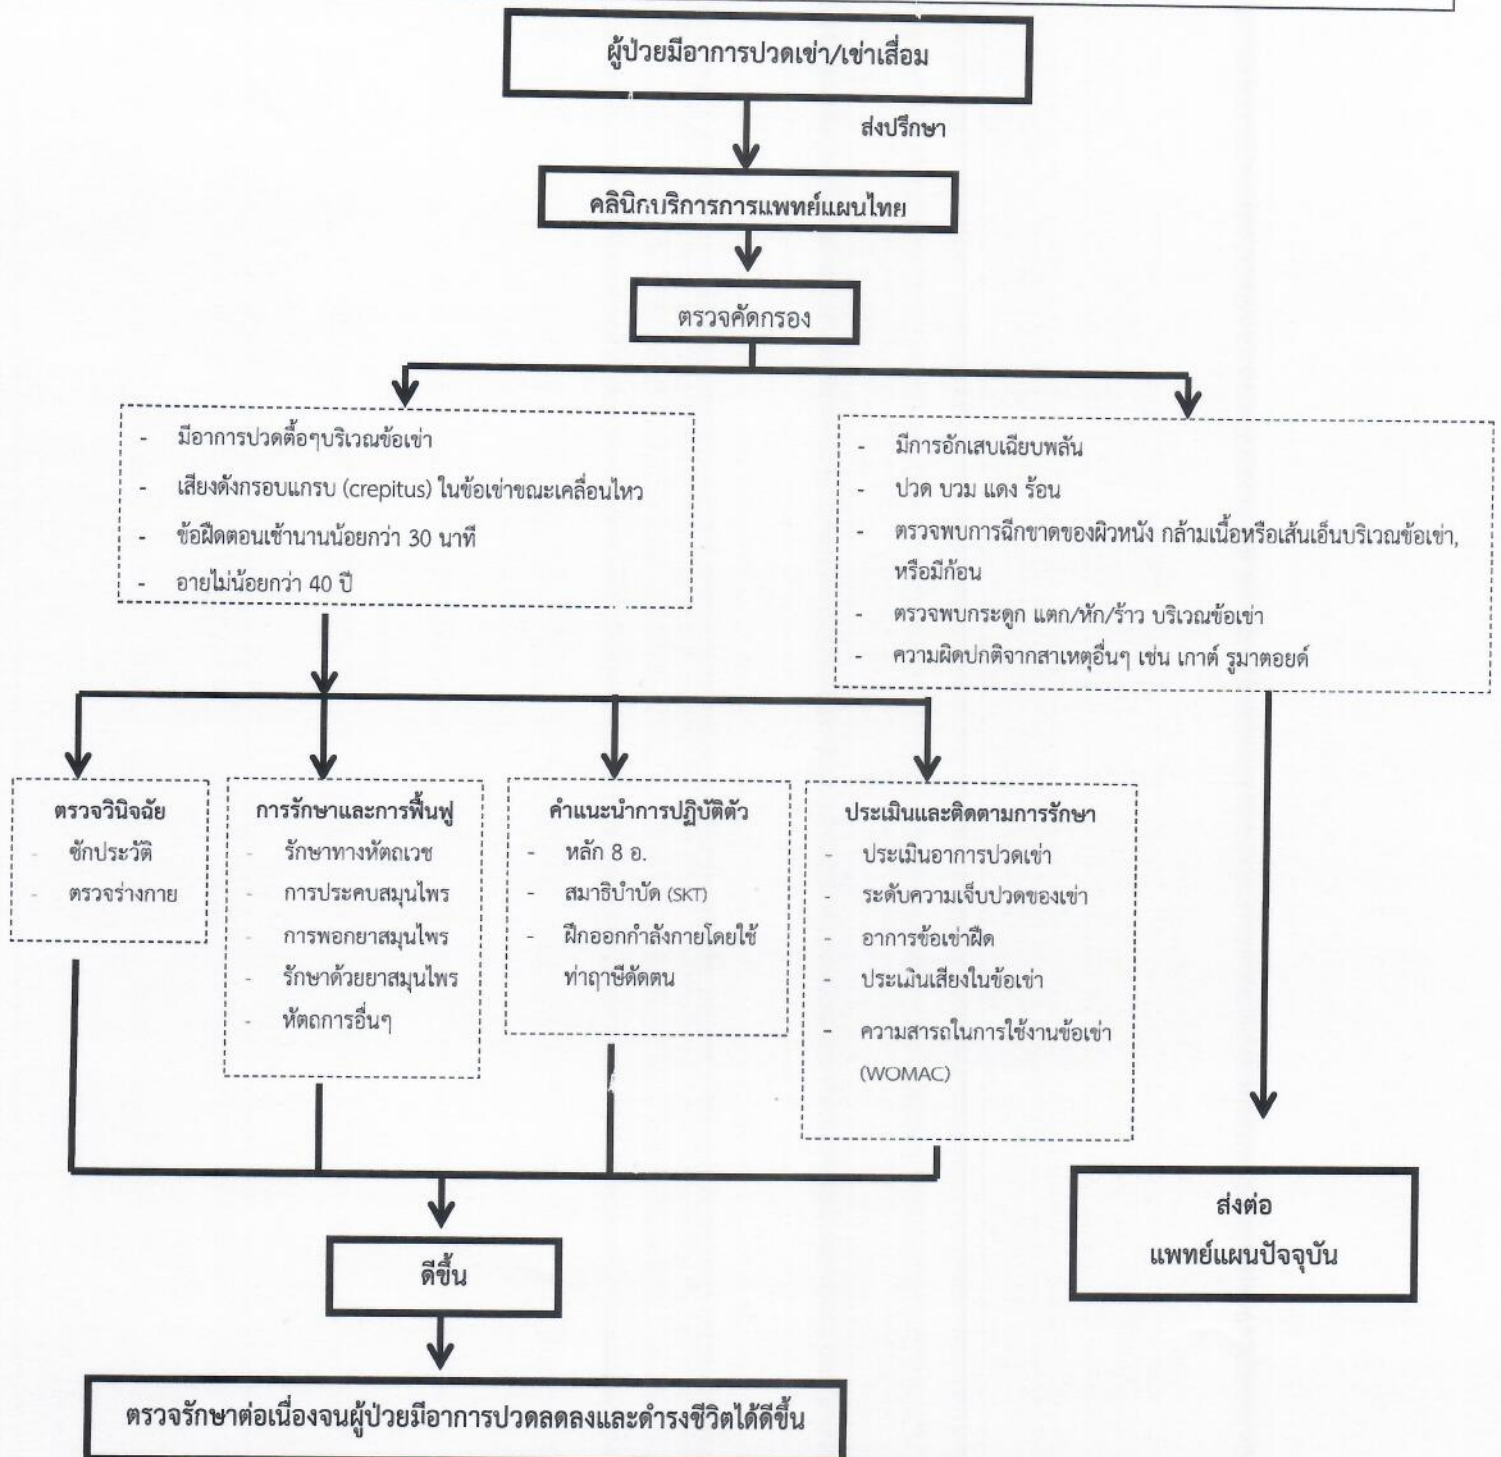 ผู้ป่วยมีอาการปวดเข่า/เข่าเสื่อม
ส่งปรึกษา
คลินิกบริการการแพทย์แผนไทย
ตรวจคัดกรอง
- มีอาการปวดตื้อๆบริเวณข้อเข่า
- เสียงดังกรอบแกรบ (crepitus) ในข้อเข่าขณะเคลื่อนไหว
- ข้อฝืดตอนเช้านานน้อยกว่า 30 นาที
- อายุไม่น้อยกว่า 40 ปี
- มีการอักเสบเฉียบพลัน
- ปวด บวม แดง ร้อน
- ตรวจพบการฉีกขาดของผิวหนัง กล้ามเนื้อหรือเส้นเอ็นบริเวณข้อเข่า,
หรือมีก้อน
- ตรวจพบกระดูก แตก/หัก/ร้าว บริเวณข้อเข่า
- ความผิดปกติจากสาเหตุอื่นๆ เช่น เกาต์ รูมาตอยด์
ตรวจวินิจฉัย
- ซักประวัติ
- ตรวจร่างกาย
การรักษาและการฟื้นฟู
- รักษาทางหัตถเวช
- การประคบสมุนไพร
- การพอกยาสมุนไพร
- รักษาด้วยยาสมุนไพร
- หัตถการอื่นๆ
คำแนะนำการปฏิบัติตัว
- หลัก 8 อ.
- สมาธิบำบัด (SKT)
- ฝึกออกกำลังกายโดยใช้
ท่าฤาษีดัดตน
ประเมินและติดตามการรักษา
- ประเมินอาการปวดเข่า
- ระดับความเจ็บปวดของเข่า
- อาการข้อเข่าฝืด
- ประเมินเสียงในข้อเข่า
- ความสารถในการใช้งานข้อเข่า
(WOMAC)
ส่งต่อ
แพทย์แผนปัจจุบัน
ดีขึ้น
ตรวจรักษาต่อเนื่องจนผู้ป่วยมีอาการปวดลดลงและดำรงชีวิตได้ดีขึ้น